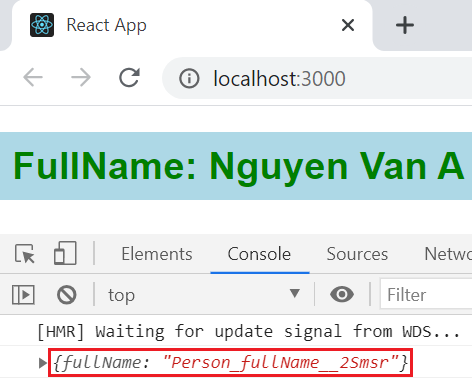 React App
localhost:3000
FullName: Nguyen Van A
Elements Console Sources Netwo
top Filter
[HMR] Waiting for update signal from WDS...
{fullName: "Person_fullName__2Smsr"}